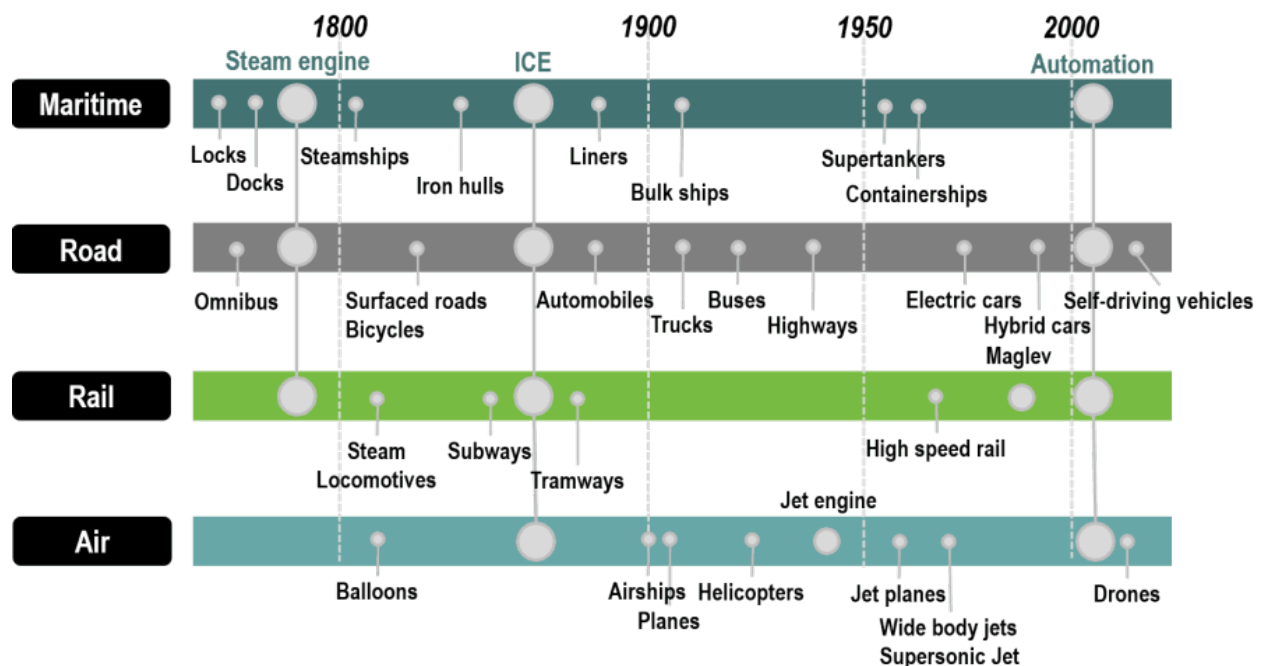 1800 1900 1950 2000
Steam engine ICE Automation
Maritime
Locks Steamships Liners Supertankers
Docks Iron hulls Bulk ships Containerships
Road
Omnibus Surfaced roads Automobiles Buses Electric cars Self-driving vehicles
Bicycles Trucks Highways Hybrid cars
Maglev
Rail
Steam Subways High speed rail
Locomotives Tramways
Jet engine
Air
Balloons Airships Helicopters Jet planes Drones
Planes Wide body jets
Supersonic Jet